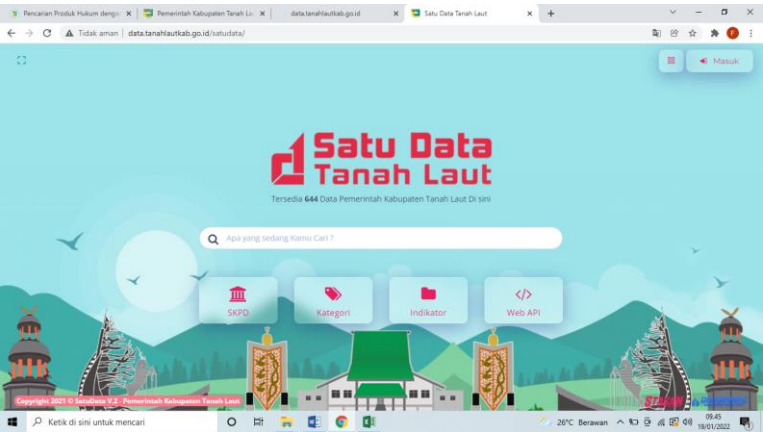 Pencarian Produk Hukum denga
Pemerintah Kabupaten Tanah La
data.tanahlautkab.go.id
Satu Data Tanah Laut
Tidak aman | data.tanahlautkab.go.id/satudata/
Masuk
Satu Data
Tanah Laut
Tersedia 644 Data Pemerintah Kabupaten Tanah Laut Di sini
Apa yang sedang Kamu Cari ?
SKPD
Kategori
Indikator
Web API
Copyright 2021 © SatuData V.2 - Pemerintah Kabupaten Tanah Laut
Ketik di sini untuk mencari
26°C Berawan
09.45
19/01/2022